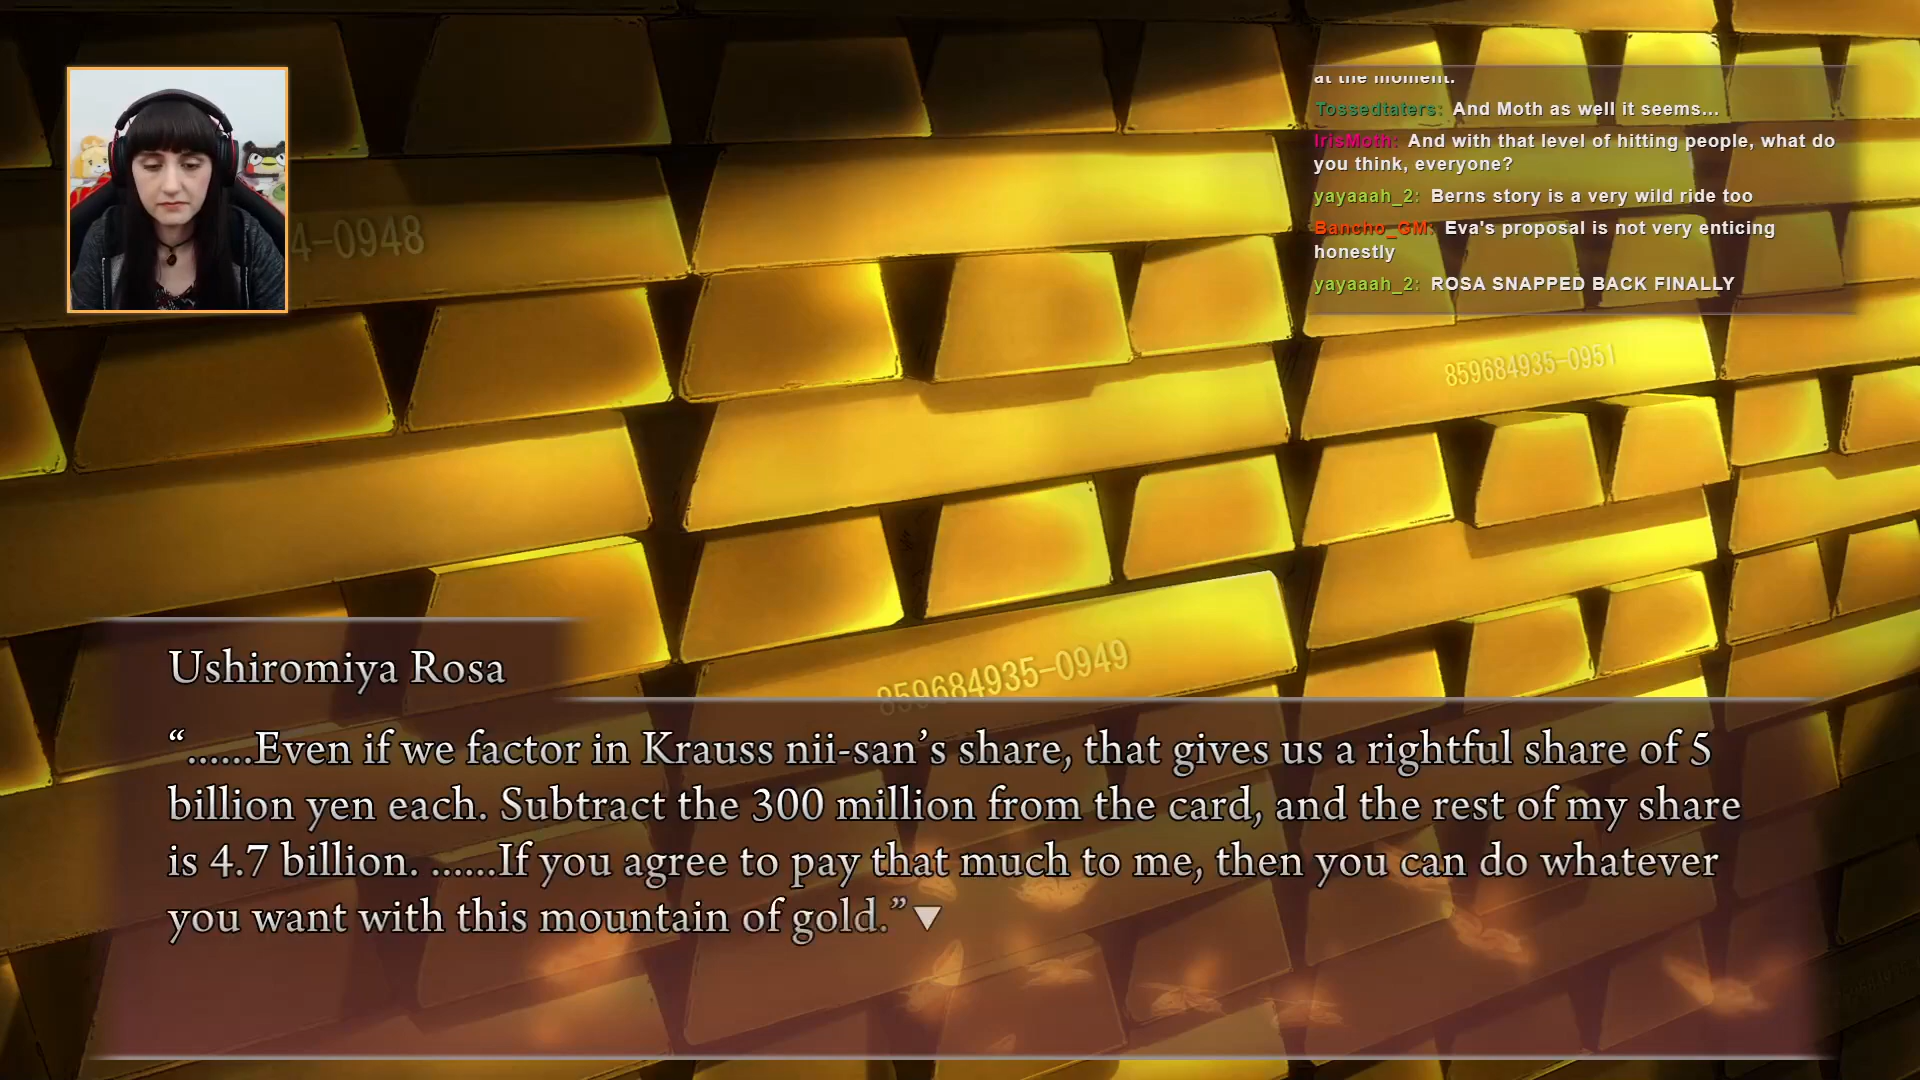 at the moment.
Tossedtaters: And Moth as well it seems...
IrisMoth: And with that level of hitting people, what do
you think, everyone?
yayaaah_2: Berns story is a very wild ride too
Bancho_GM: Eva's proposal is not very enticing
honestly
yayaaah_2: ROSA SNAPPED BACK FINALLY
4-0948
859684935-0951
859684935-0949
Ushiromiya Rosa
“......Even if we factor in Krauss nii-san’s share, that gives us a rightful share of 5
billion yen each. Subtract the 300 million from the card, and the rest of my share
is 4.7 billion. ......If you agree to pay that much to me, then you can do whatever
you want with this mountain of gold.”